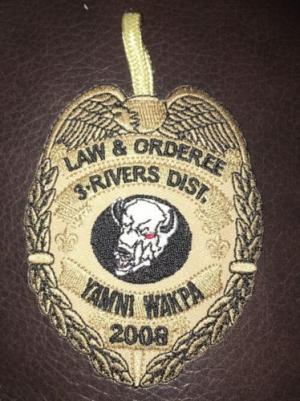 LAW & ORDEREE
3-RIVERS DIST.
YAMNI WAKPA
2008